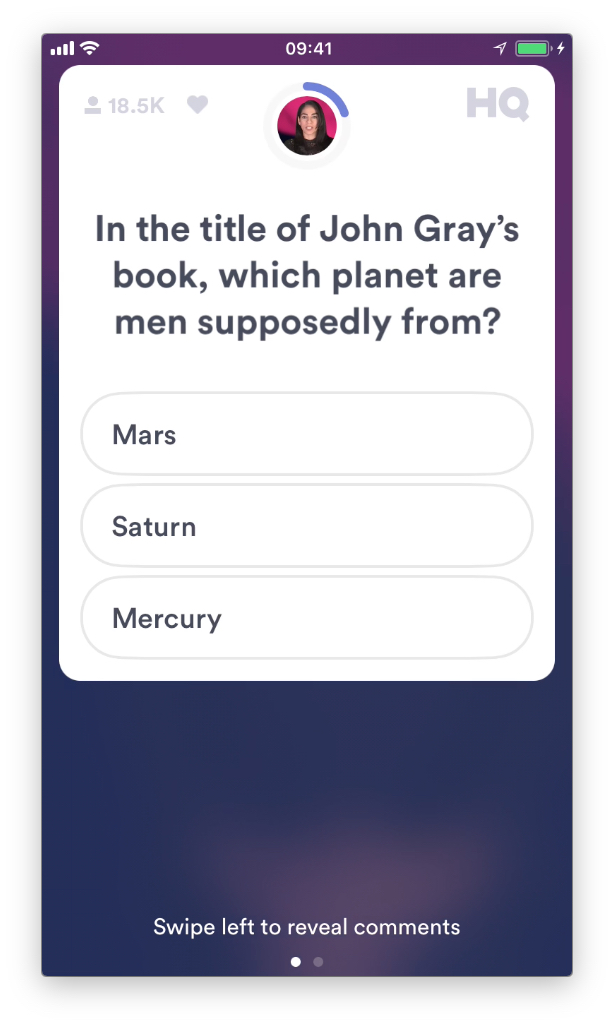 09:41
18.5K
HQ
In the title of John Gray’s
book, which planet are
men supposedly from?
Mars
Saturn
Mercury
Swipe left to reveal comments